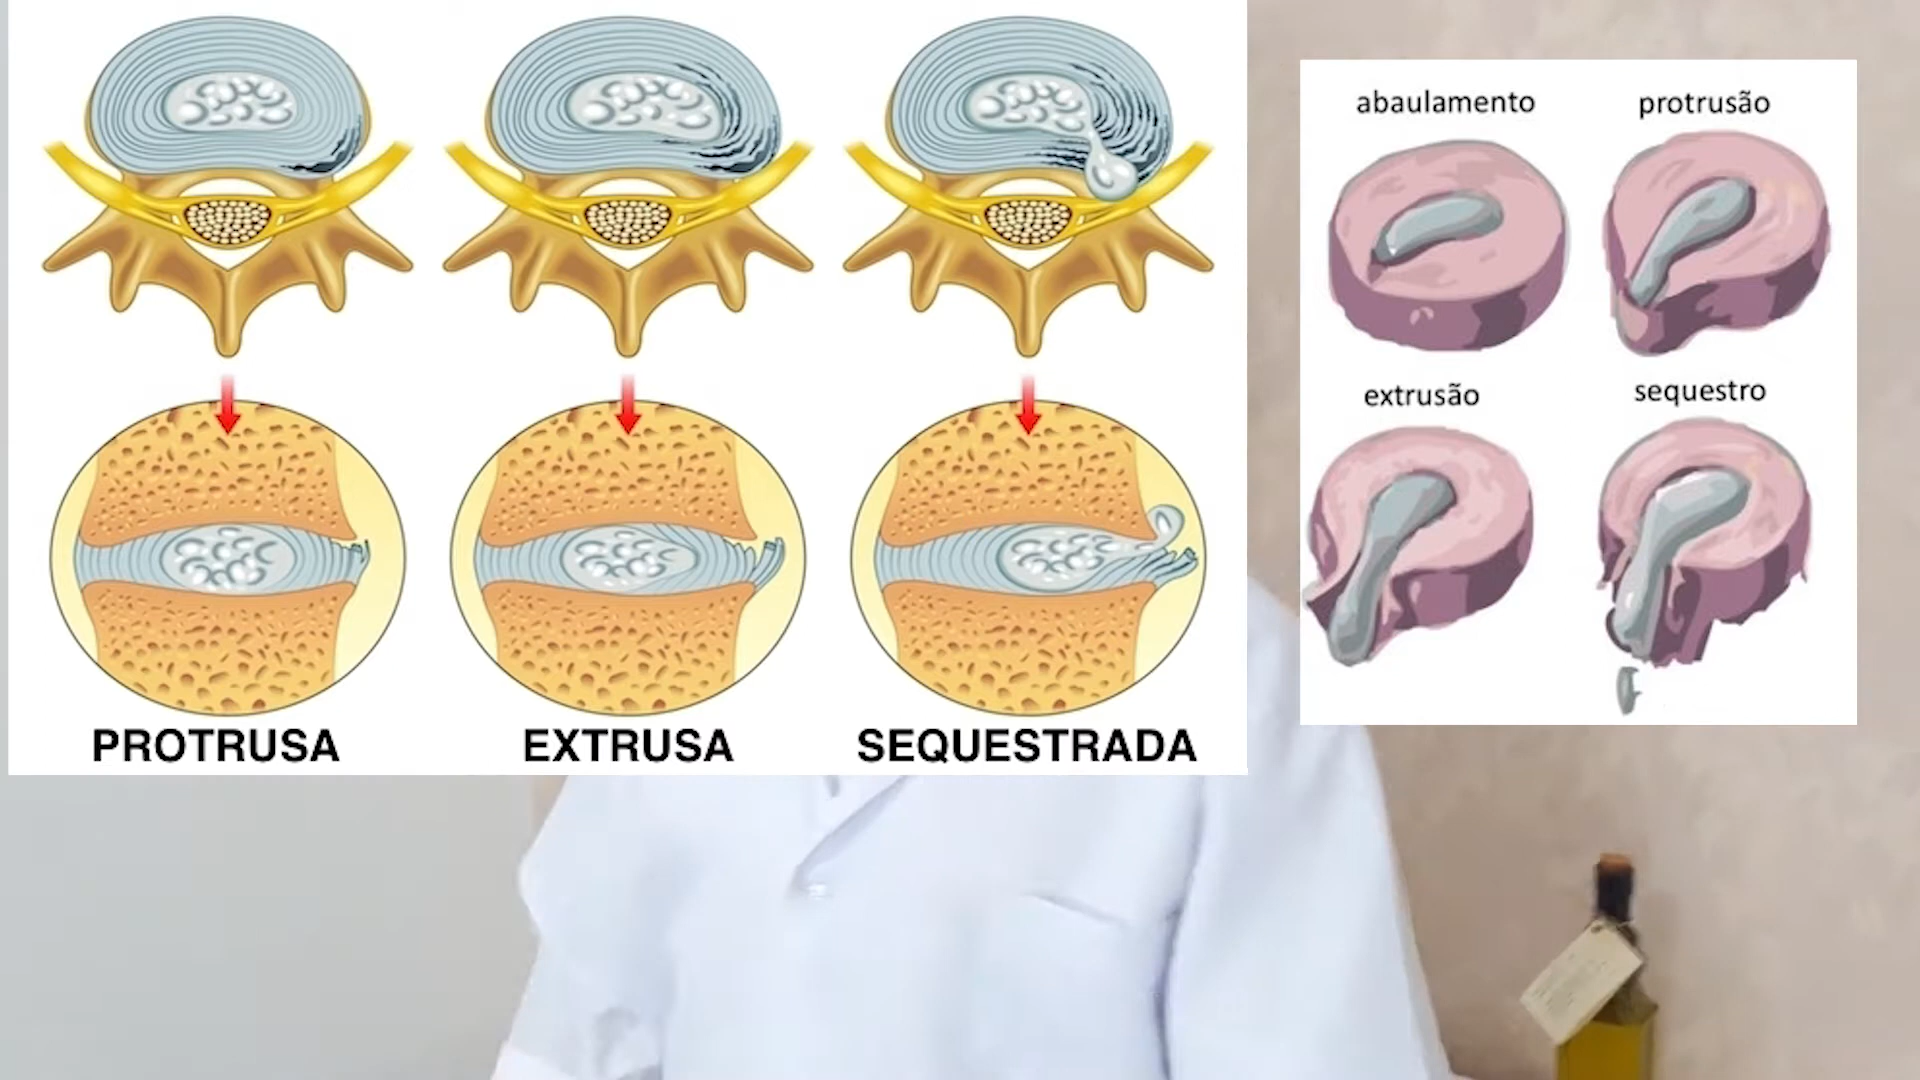 PROTRUSA
EXTRUSA
SEQUESTRADA
abaulamento
protrusão
extrusão
sequestro